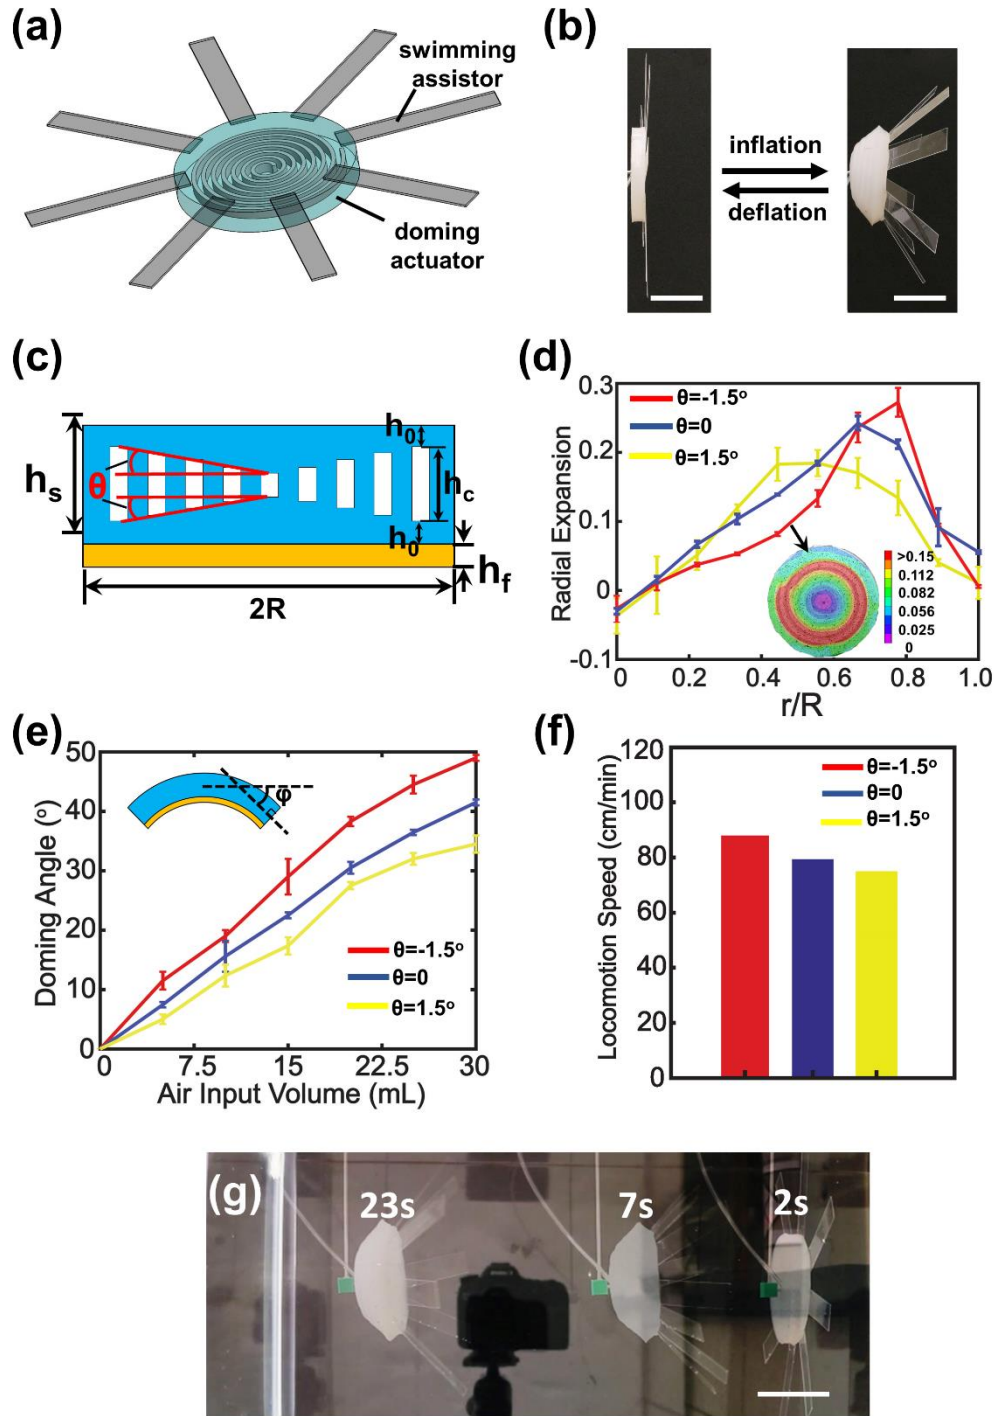 (a)
swimming
assistor
doming
actuator
(b)
inflation
deflation
(c)
hs
θ
h0
hc
h0
hf
2R
(d)
Radial Expansion
0.3
0.2
0.1
0
-0.1
θ=-1.5°
θ=0
θ=1.5°
>0.15
0.112
0.082
0.056
0.025
0
0 0.2 0.4 0.6 0.8 1.0
r/R
(e)
Doming Angle (°)
50
40
30
20
10
0
φ
θ=-1.5°
θ=0
θ=1.5°
0 7.5 15 22.5 30
Air Input Volume (mL)
(f)
Locomotion Speed (cm/min)
120
100
80
60
40
20
0
θ=-1.5°
θ=0
θ=1.5°
(g)
23s
7s
2s